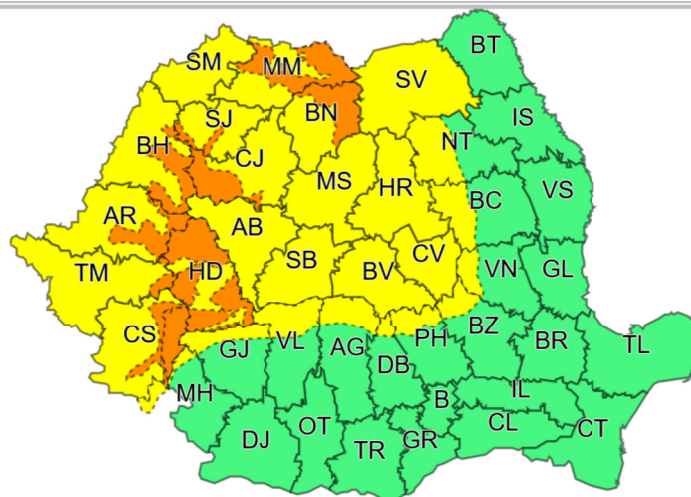 BT
SM
MM
SV
BN
SJ
IS
BH
CJ
NT
MS
HR
VS
BC
AR
AB
CV
SB
BV
VN
GL
TM
HD
CS
GJ
VL
AG
PH
BZ
BR
TL
DB
MH
B
IL
OT
CL
CT
DJ
TR
GR